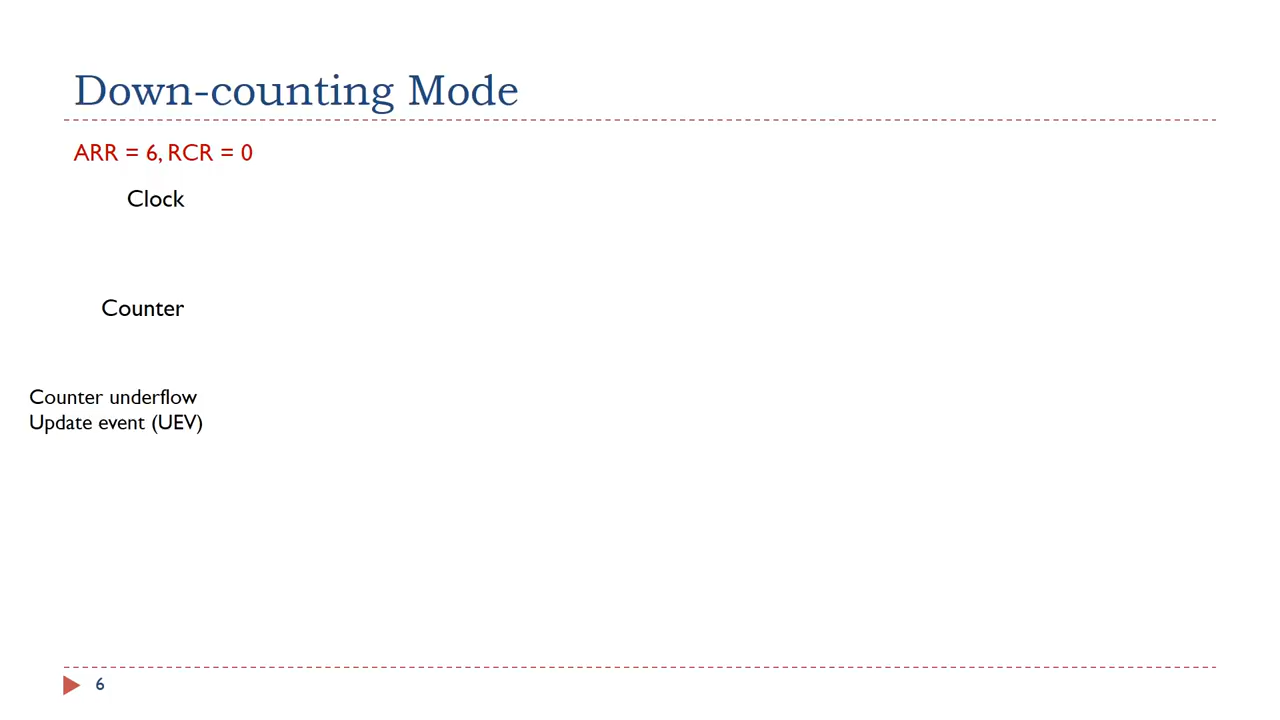 Down-counting Mode
ARR = 6, RCR = 0
Clock
Counter
Counter underflow
Update event (UEV)
6